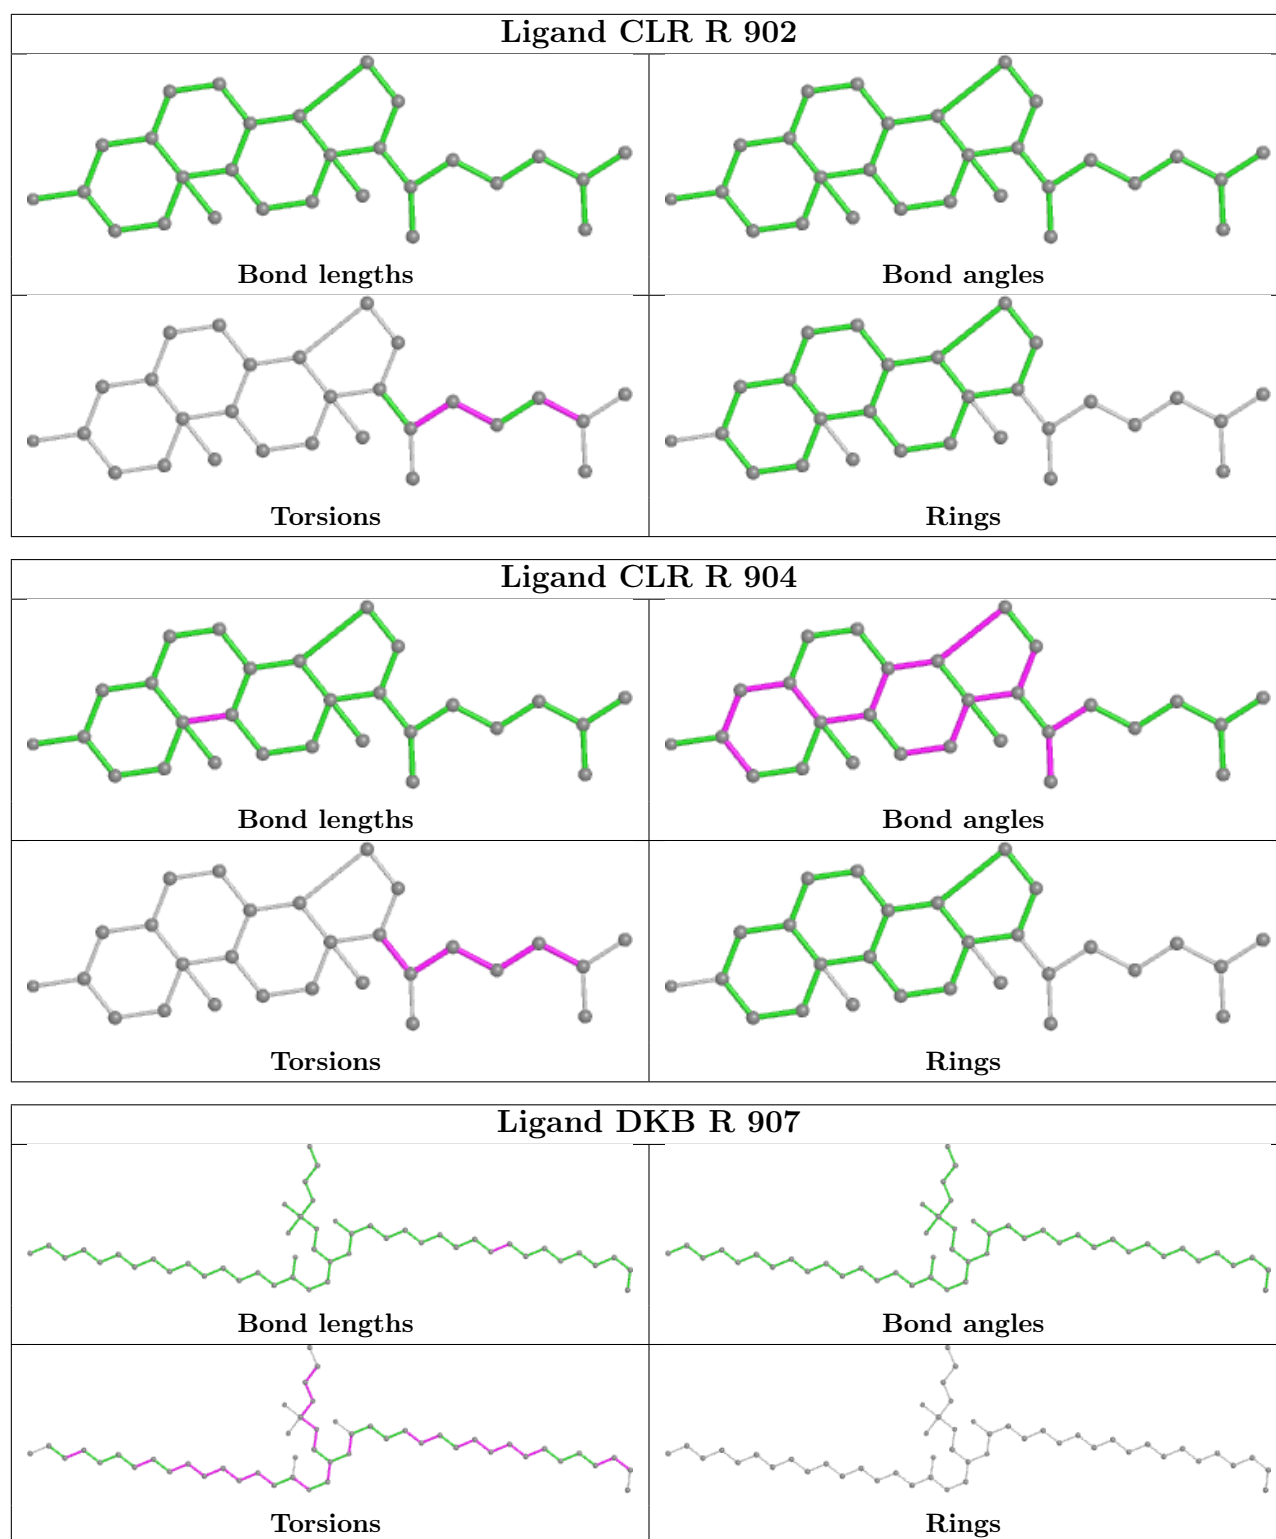 Ligand CLR R 902
Bond lengths
Bond angles
Torsions
Rings
Ligand CLR R 904
Bond lengths
Bond angles
Torsions
Rings
Ligand DKB R 907
Bond lengths
Bond angles
Torsions
Rings